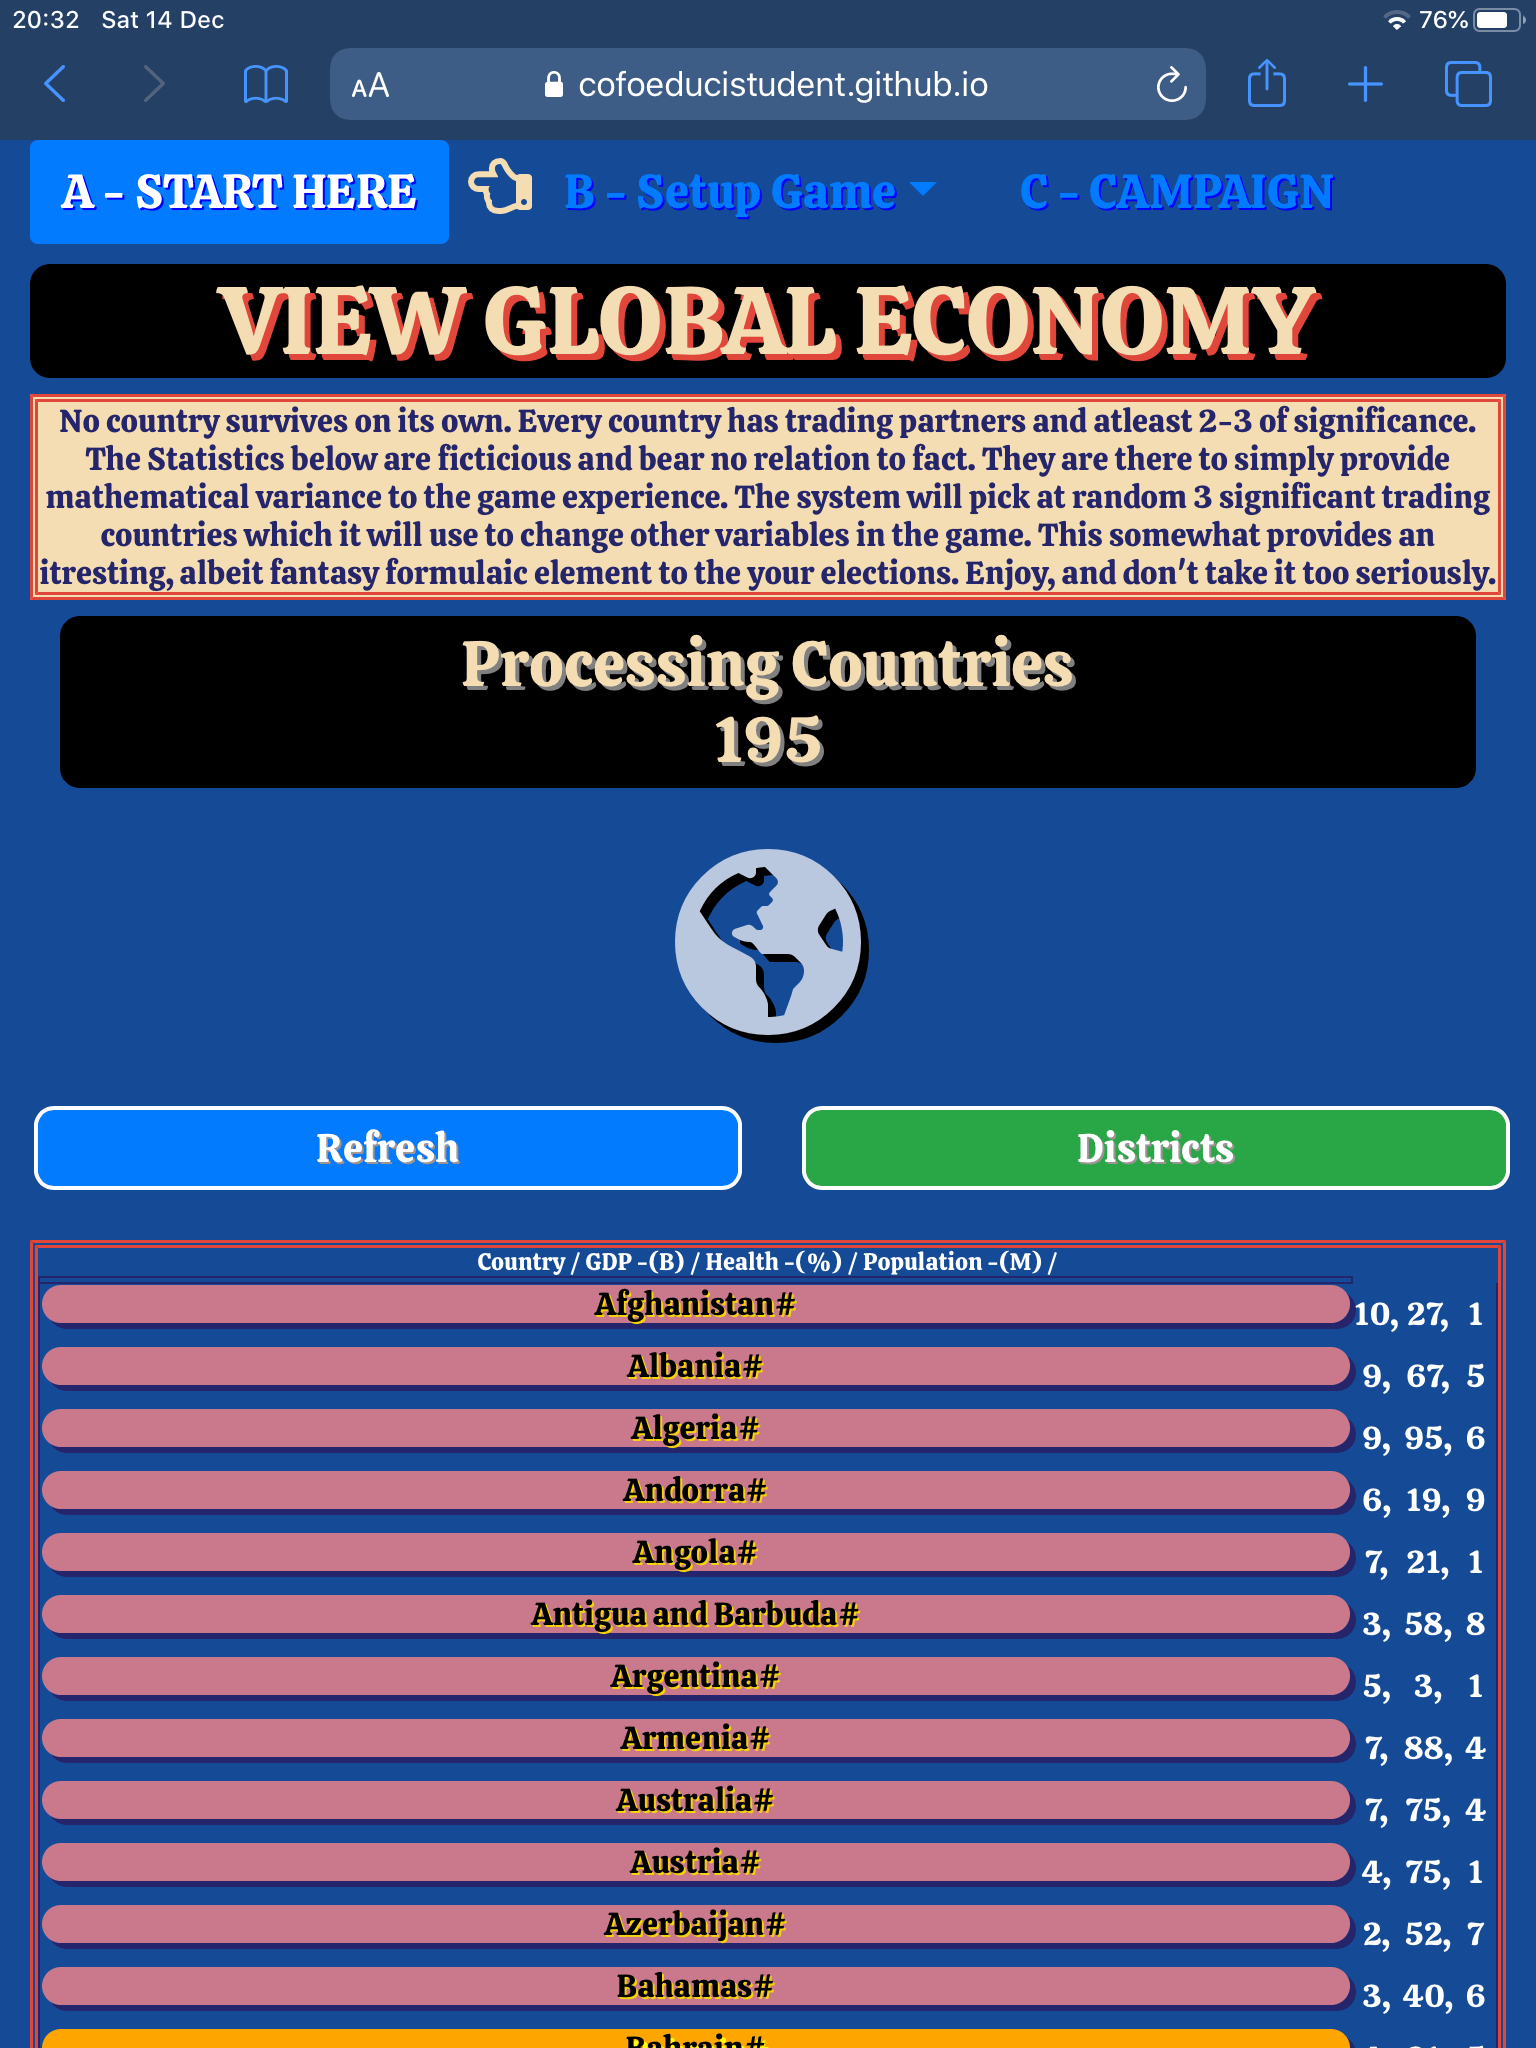 20:32 Sat 14 Dec 76%
AA cofoeducistudent.github.io
A - START HERE B - Setup Game C - CAMPAIGN
VIEW GLOBAL ECONOMY
No country survives on its own. Every country has trading partners and atleast 2-3 of significance.
The Statistics below are ficticious and bear no relation to fact. They are there to simply provide
mathematical variance to the game experience. The system will pick at random 3 significant trading
countries which it will use to change other variables in the game. This somewhat provides an
itresting, albeit fantasy formulaic element to the your elections. Enjoy, and don't take it too seriously.
Processing Countries
195
Refresh Districts
Country / GDP -(B) / Health -(%) / Population -(M) /
Afghanistan# 10, 27, 1
Albania# 9, 67, 5
Algeria# 9, 95, 6
Andorra# 6, 19, 9
Angola# 7, 21, 1
Antigua and Barbuda# 3, 58, 8
Argentina# 5, 3, 1
Armenia# 7, 88, 4
Australia# 7, 75, 4
Austria# 4, 75, 1
Azerbaijan# 2, 52, 7
Bahamas# 3, 40, 6
Bahrain#